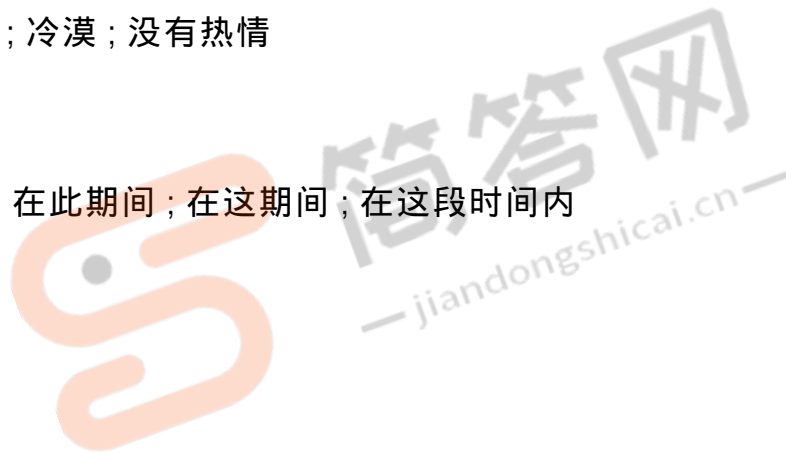 ; 冷漠 ; 没有热情
在此期间 ; 在这期间 ; 在这段时间内
简答网
jiandongshicai.cn